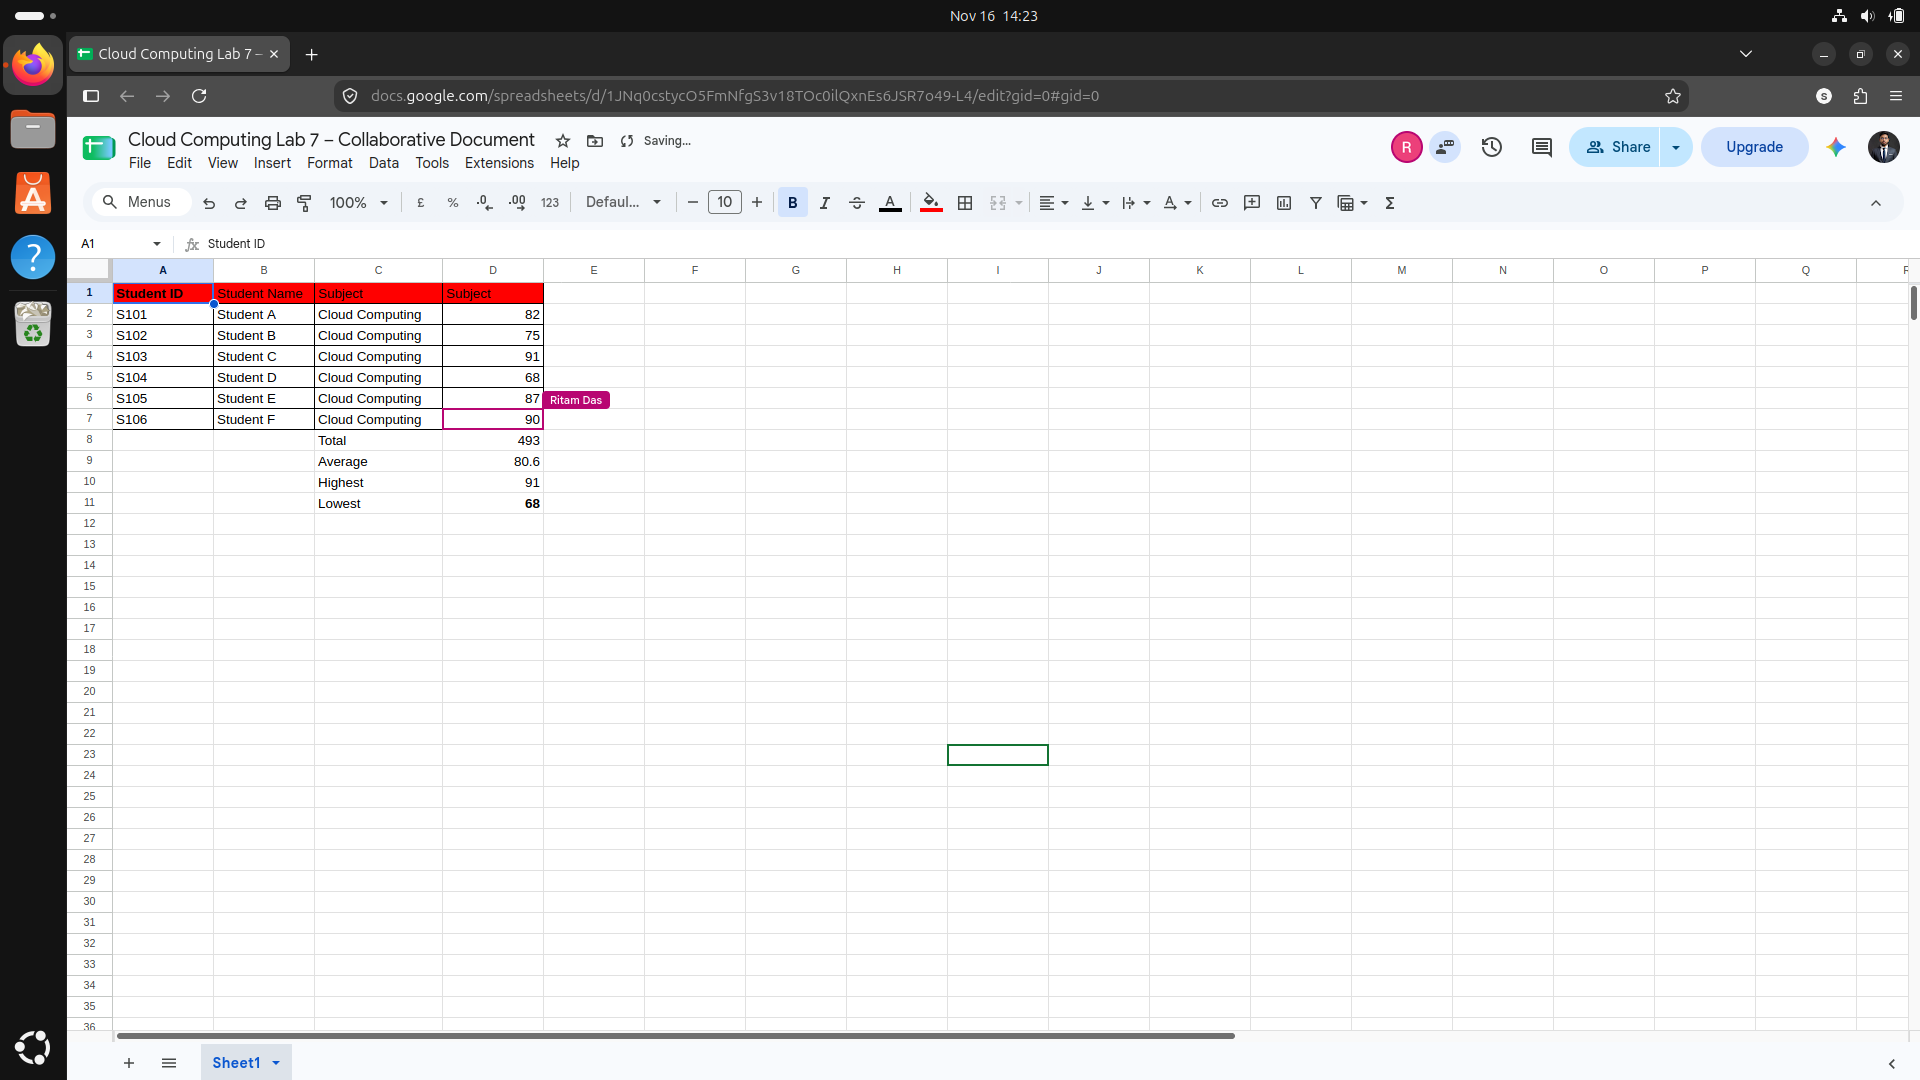 Nov 16 14:23
Cloud Computing Lab 7 –
docs.google.com/spreadsheets/d/1JNq0cstycO5FmNfgS3v18TOc0ilQxnEs6JSR7o49-L4/edit?gid=0#gid=0
S
Cloud Computing Lab 7 – Collaborative Document
Saving...
R
Share
Upgrade
File Edit View Insert Format Data Tools Extensions Help
Menus 100% £ % .0 .00 123 Defaul... 10 B I A Σ
A1 fx Student ID
A B C D E F G H I J K L M N O P Q
1 Student ID Student Name Subject Subject
2 S101 Student A Cloud Computing 82
3 S102 Student B Cloud Computing 75
4 S103 Student C Cloud Computing 91
5 S104 Student D Cloud Computing 68
6 S105 Student E Cloud Computing 87 Ritam Das
7 S106 Student F Cloud Computing 90
8 Total 493
9 Average 80.6
10 Highest 91
11 Lowest 68
12
13
14
15
16
17
18
19
20
21
22
23
24
25
26
27
28
29
30
31
32
33
34
35
36
Sheet1